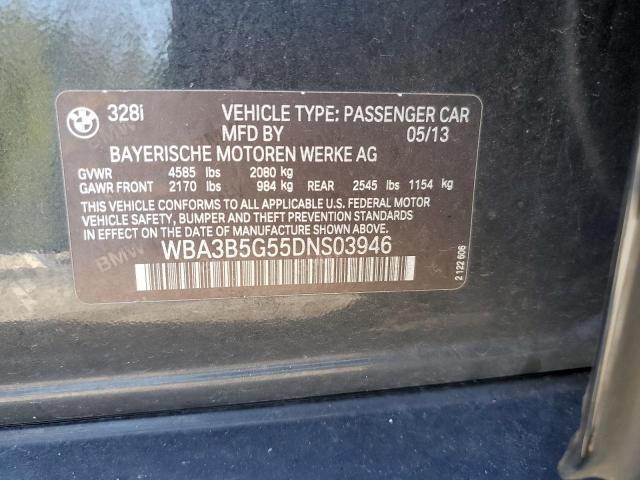 328i VEHICLE TYPE: PASSENGER CAR
MFD BY 05/13
BAYERISCHE MOTOREN WERKE AG
GVWR 4585 lbs 2080 kg
GAWR FRONT 2170 lbs 984 kg REAR 2545 lbs 1154 kg
THIS VEHICLE CONFORMS TO ALL APPLICABLE U.S. FEDERAL MOTOR
VEHICLE SAFETY, BUMPER AND THEFT PREVENTION STANDARDS
IN EFFECT ON THE DATE OF MANUFACTURE SHOWN ABOVE.
WBA3B5G55DNS03946
2 122 606
BMW
BMW
BMW